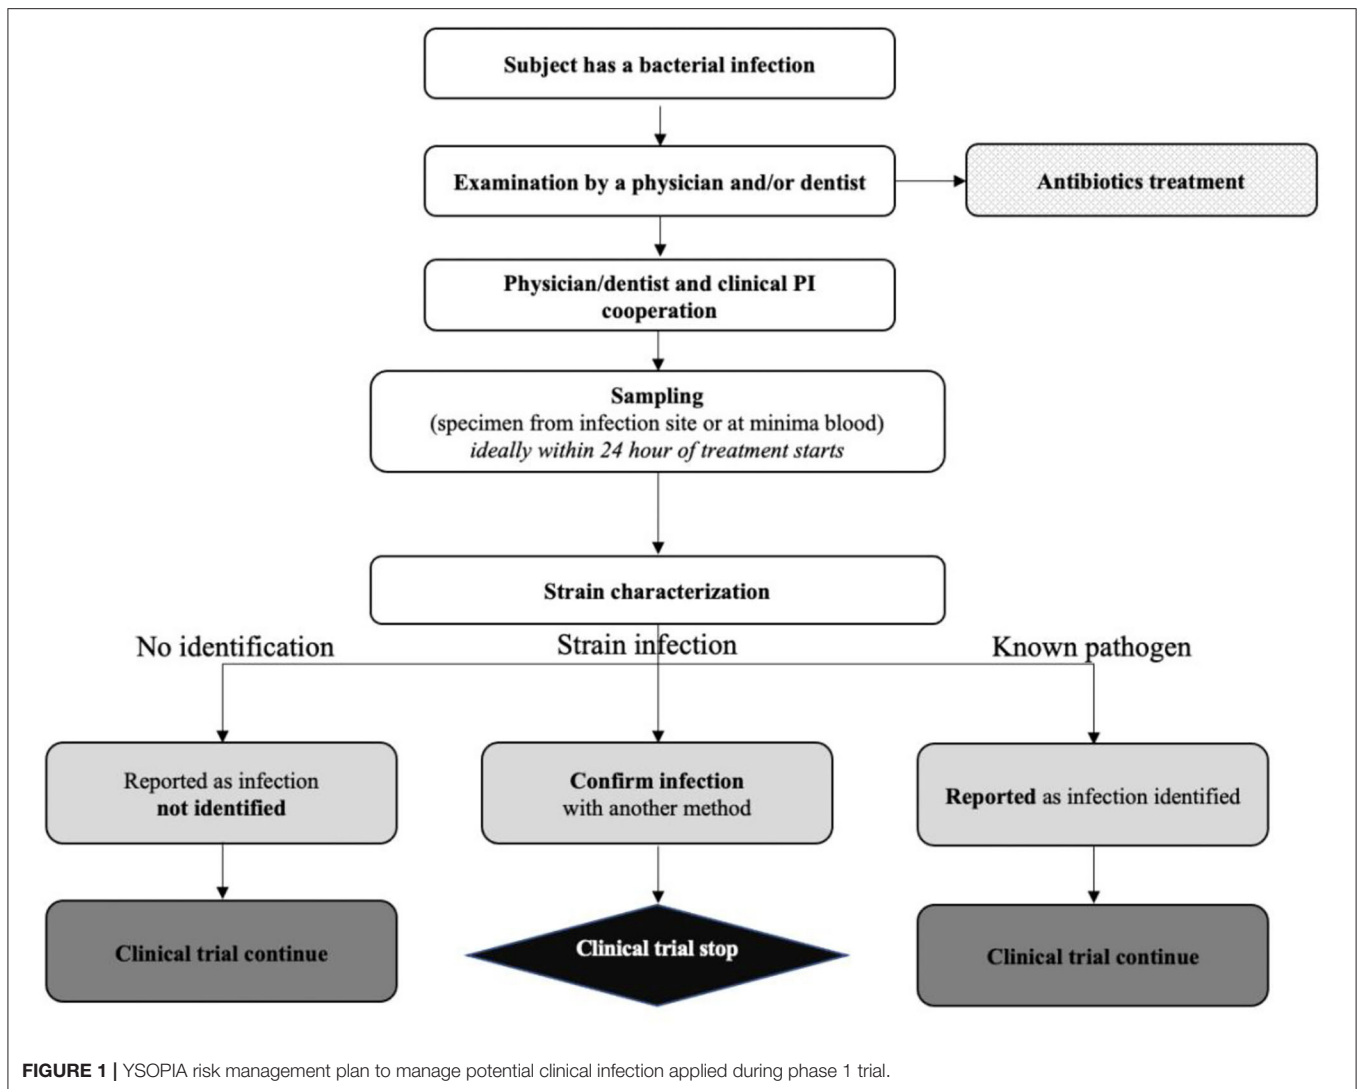 Subject has a bacterial infection
Examination by a physician and/or dentist
Antibiotics treatment
Physician/dentist and clinical PI
cooperation
Sampling
(specimen from infection site or at minima blood)
ideally within 24 hour of treatment starts
Strain characterization
No identification
Strain infection
Known pathogen
Reported as infection
not identified
Confirm infection
with another method
Reported as infection identified
Clinical trial continue
Clinical trial stop
Clinical trial continue
FIGURE 1 | YSOPIA risk management plan to manage potential clinical infection applied during phase 1 trial.